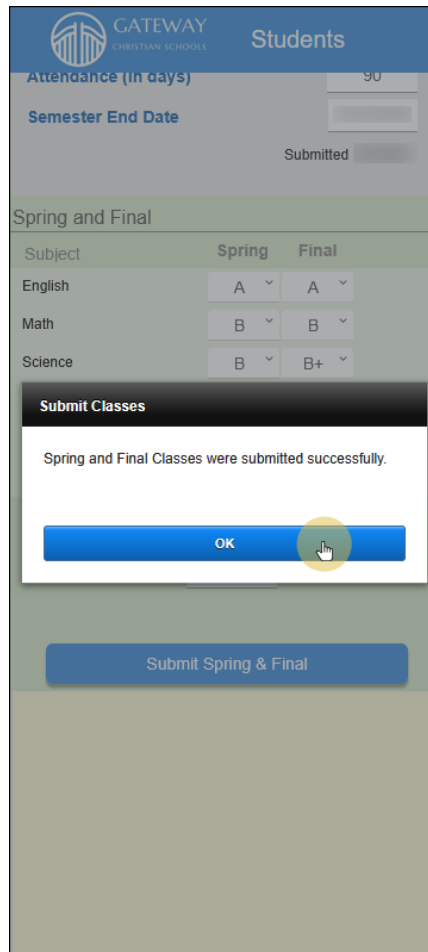 GATEWAY
CHRISTIAN SCHOOLS
Students
Attendance (in days) 90
Semester End Date
Submitted
Spring and Final
Subject Spring Final
English A A
Math B B
Science B B+
Submit Classes
Spring and Final Classes were submitted successfully.
OK
Submit Spring & Final